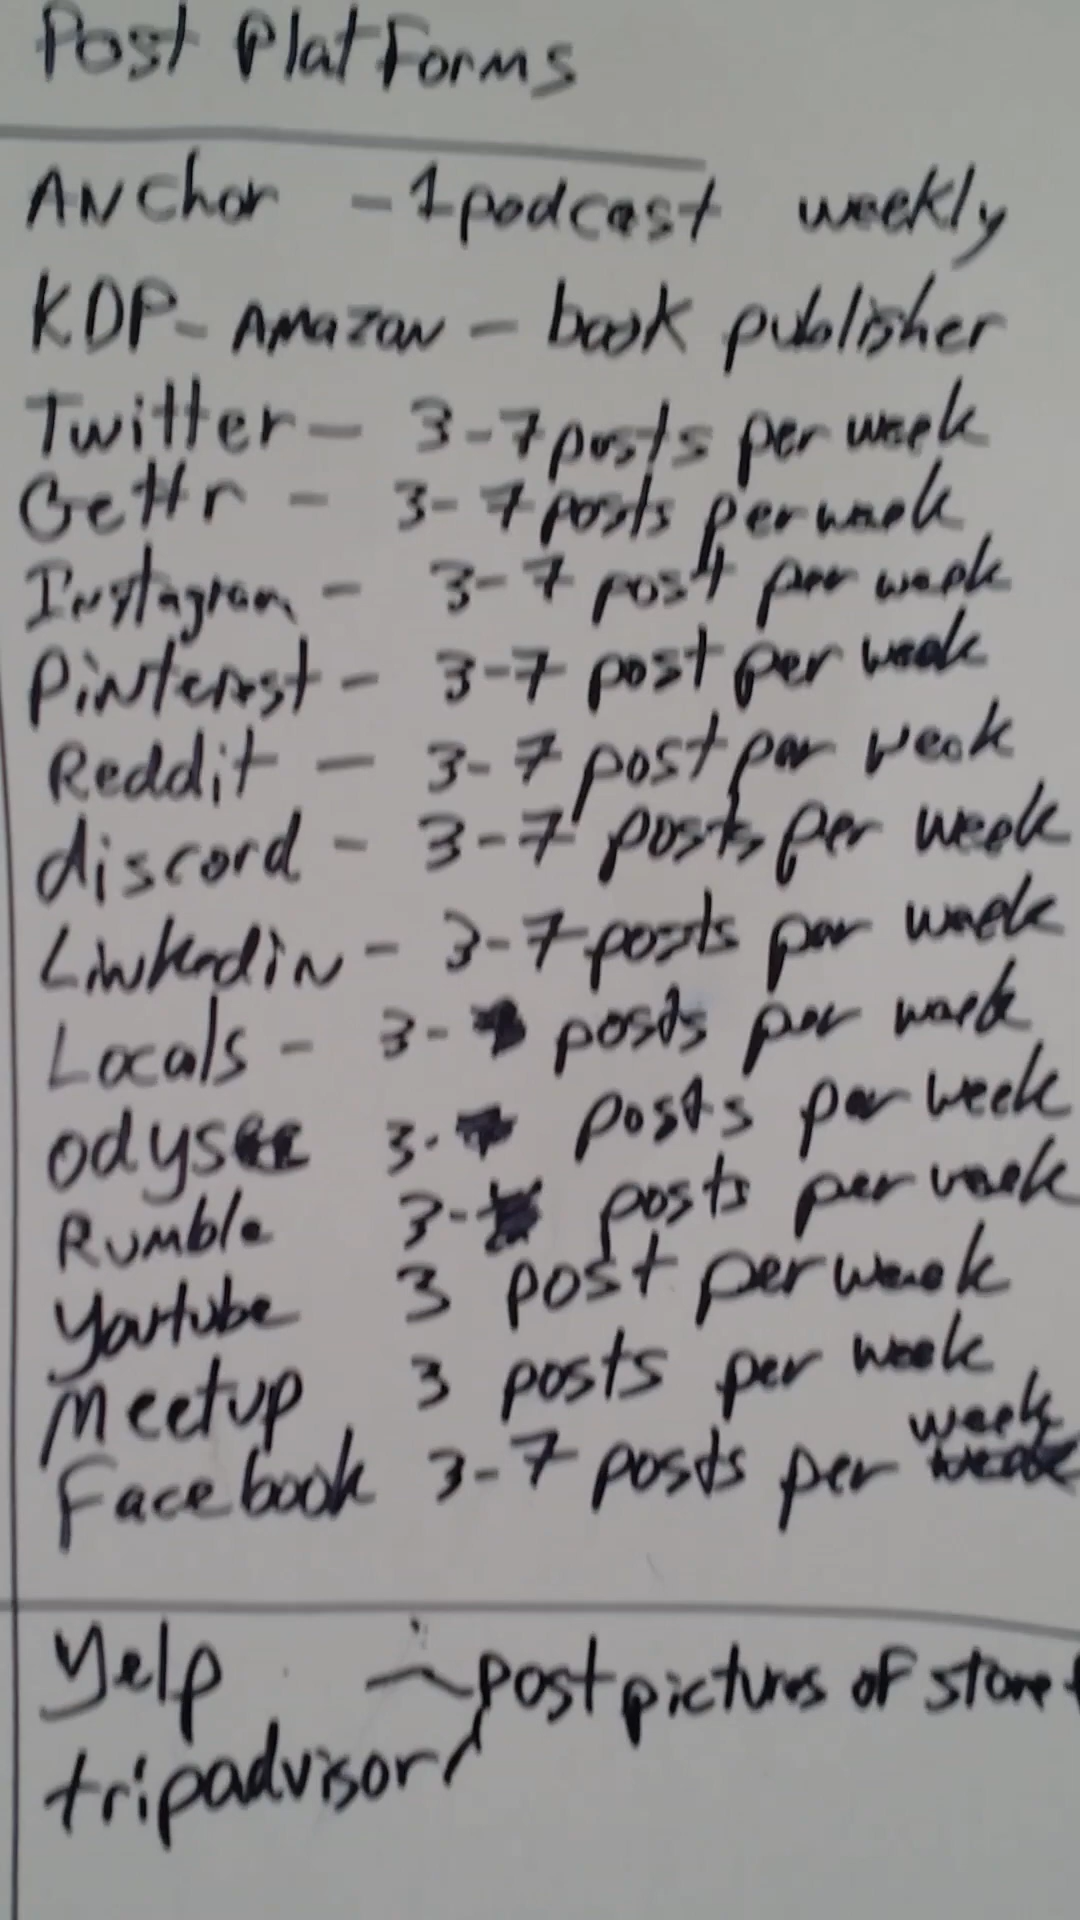 Post Platforms
Anchor - 1 podcast weekly
KDP - Amazon - book publisher
Twitter - 3-7 posts per week
Gettr - 3-7 posts per week
Instagram - 3-7 post per week
Pinterest - 3-7 post per week
Reddit - 3-7 post per week
discord - 3-7 posts per week
Linkedin - 3-7 posts per week
Locals - 3- posts per week
Odysee 3- posts per week
Rumble 3- posts per week
Youtube 3 post per week
Meetup 3 posts per week
Facebook 3-7 posts per week
Yelp - post pictures of store
tripadvisor